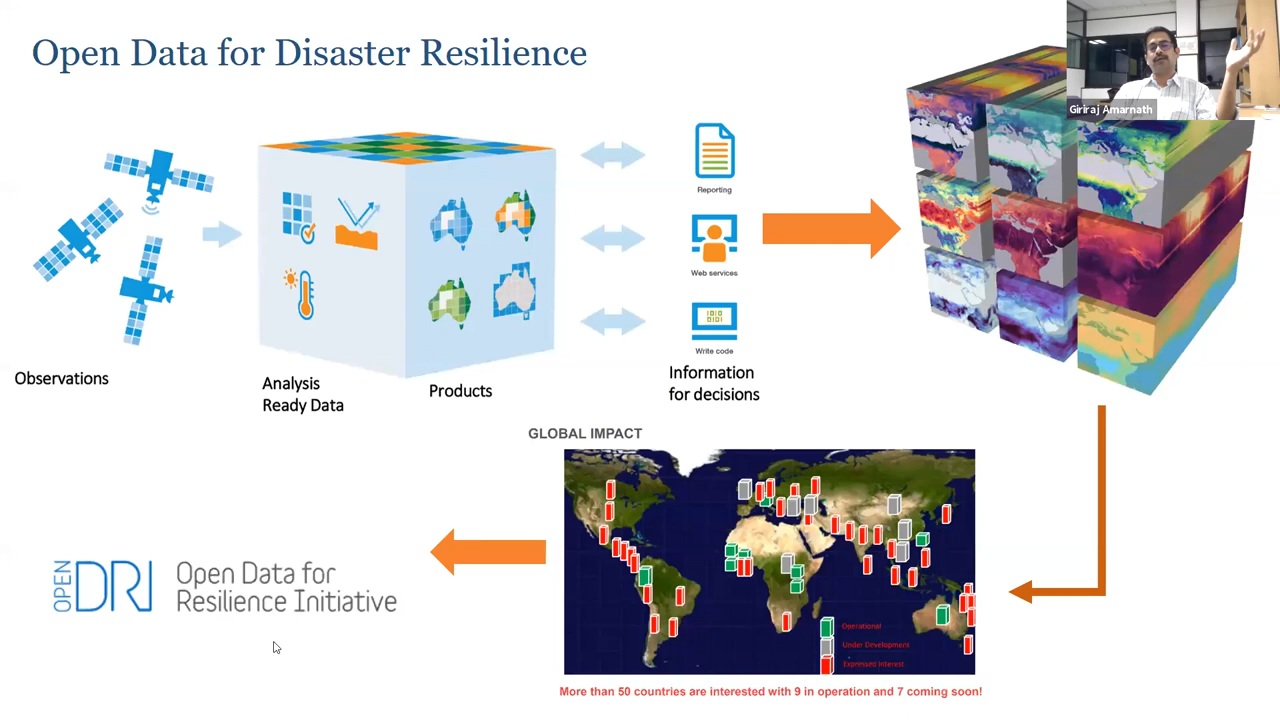 Open Data for Disaster Resilience
Giriraj Amarnath
Reporting
Web services
Write code
Observations
Analysis
Ready Data
Products
Information
for decisions
GLOBAL IMPACT
Operational
Under Development
Expressed Interest
OPEN
DRI
Open Data for
Resilience Initiative
More than 50 countries are interested with 9 in operation and 7 coming soon!